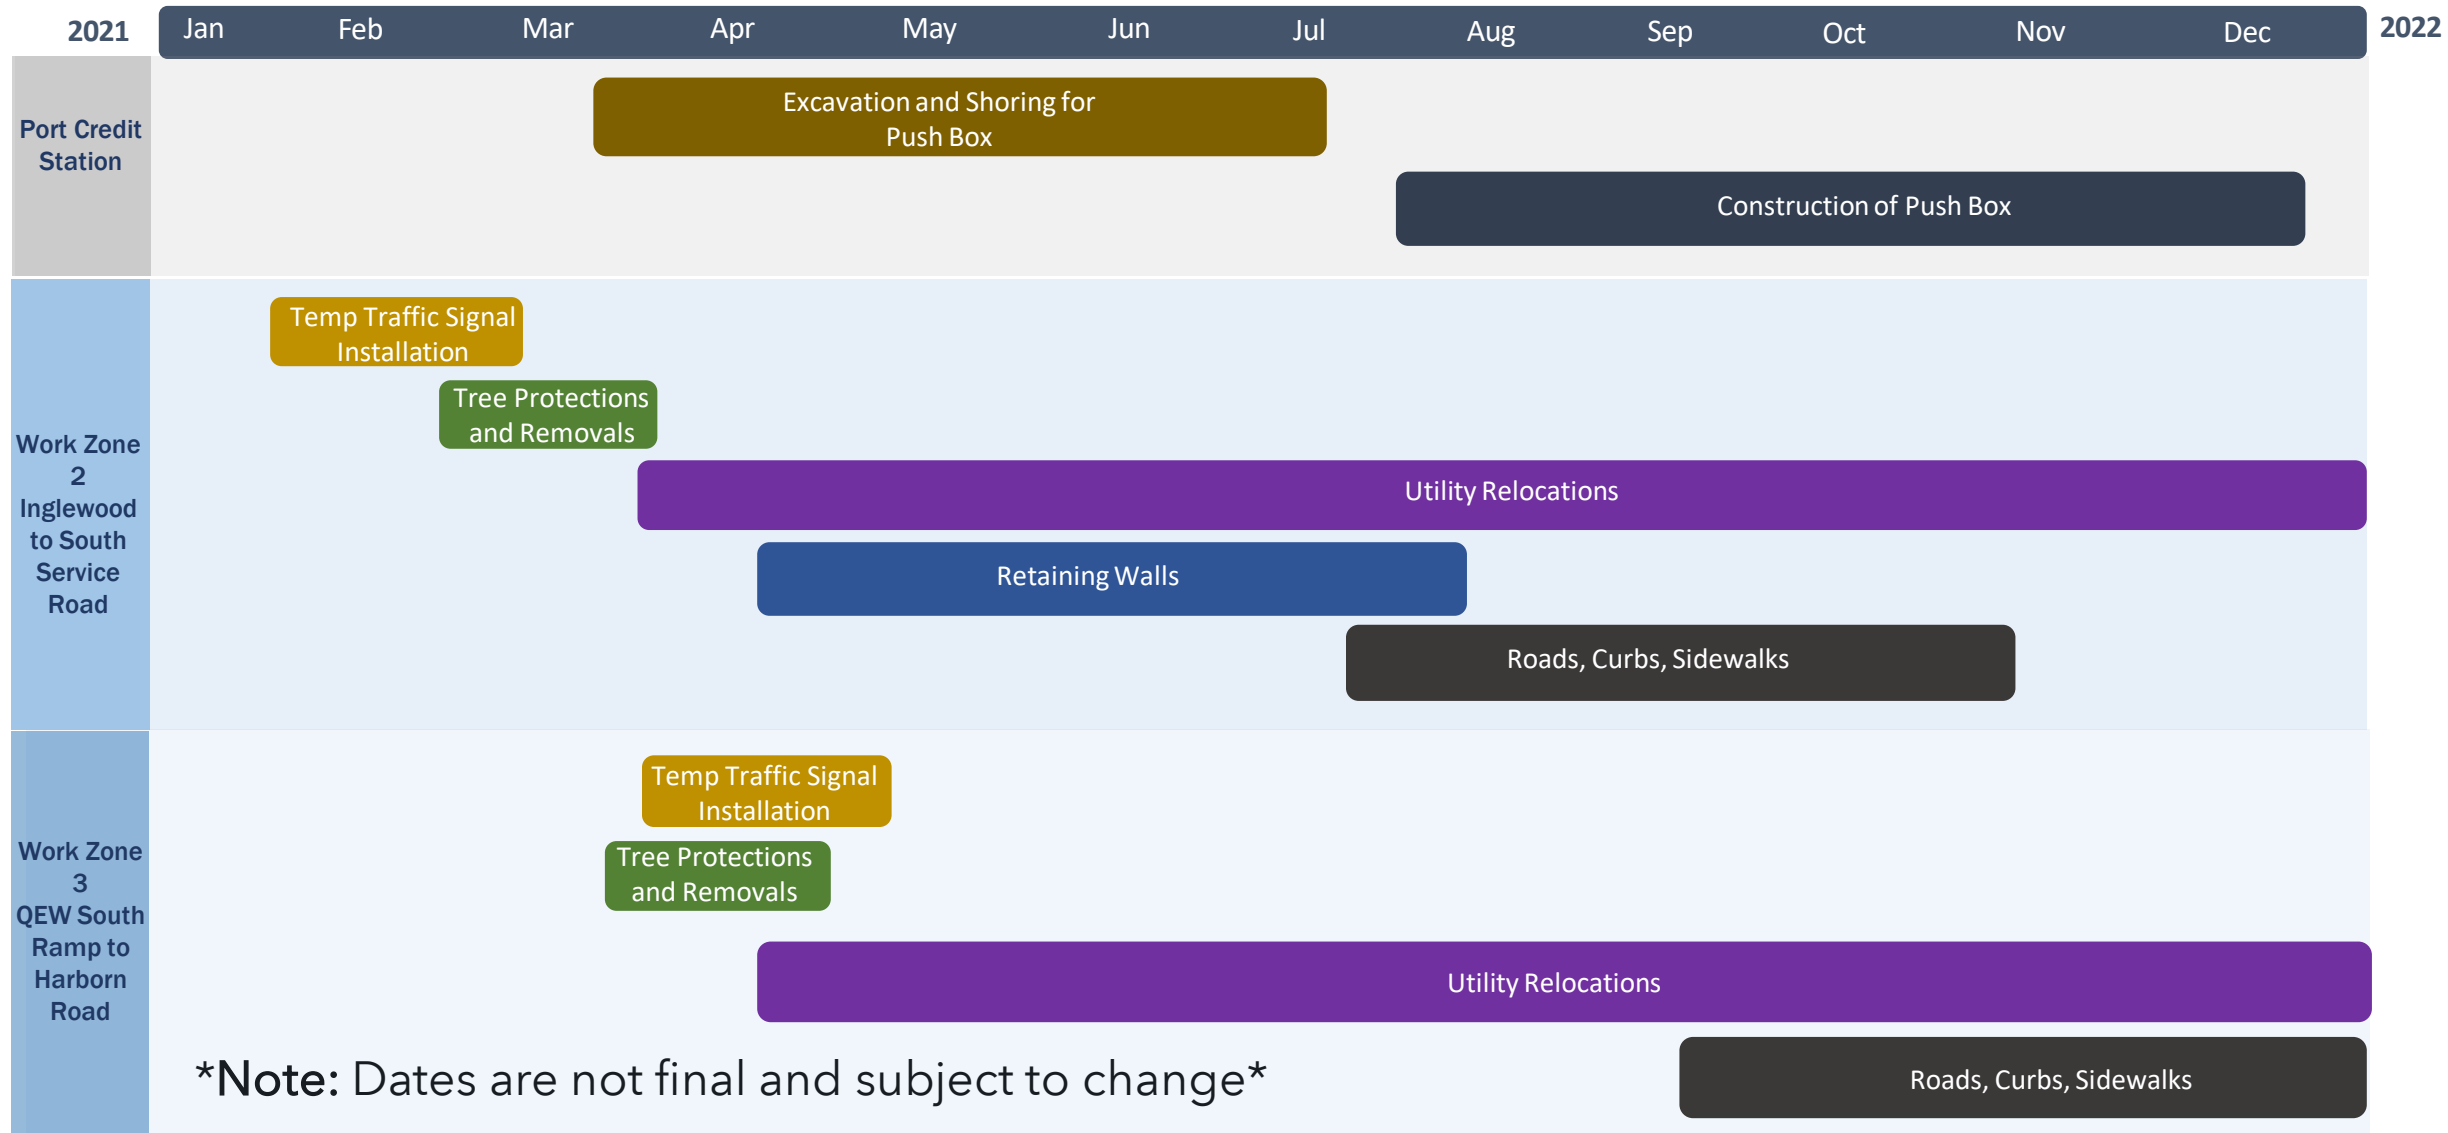 2021 Jan Feb Mar Apr May Jun Jul Aug Sep Oct Nov Dec 2022
Port Credit
Station
Excavation and Shoring for
Push Box
Construction of Push Box
Work Zone
2
Inglewood
to South
Service
Road
Temp Traffic Signal
Installation
Tree Protections
and Removals
Utility Relocations
Retaining Walls
Roads, Curbs, Sidewalks
Work Zone
3
QEW South
Ramp to
Harborn
Road
Temp Traffic Signal
Installation
Tree Protections
and Removals
Utility Relocations
Roads, Curbs, Sidewalks
*Note: Dates are not final and subject to change*